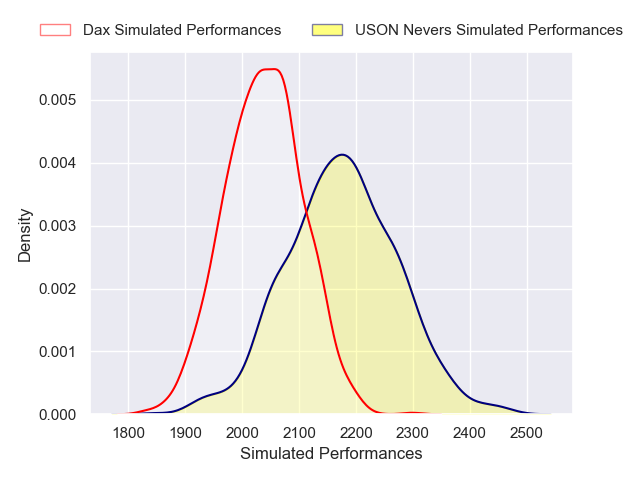 Dax Simulated Performances USON Nevers Simulated Performances
0.005
0.004
0.003
0.002
0.001
0.000
Density
1800 1900 2000 2100 2200 2300 2400 2500
Simulated Performances